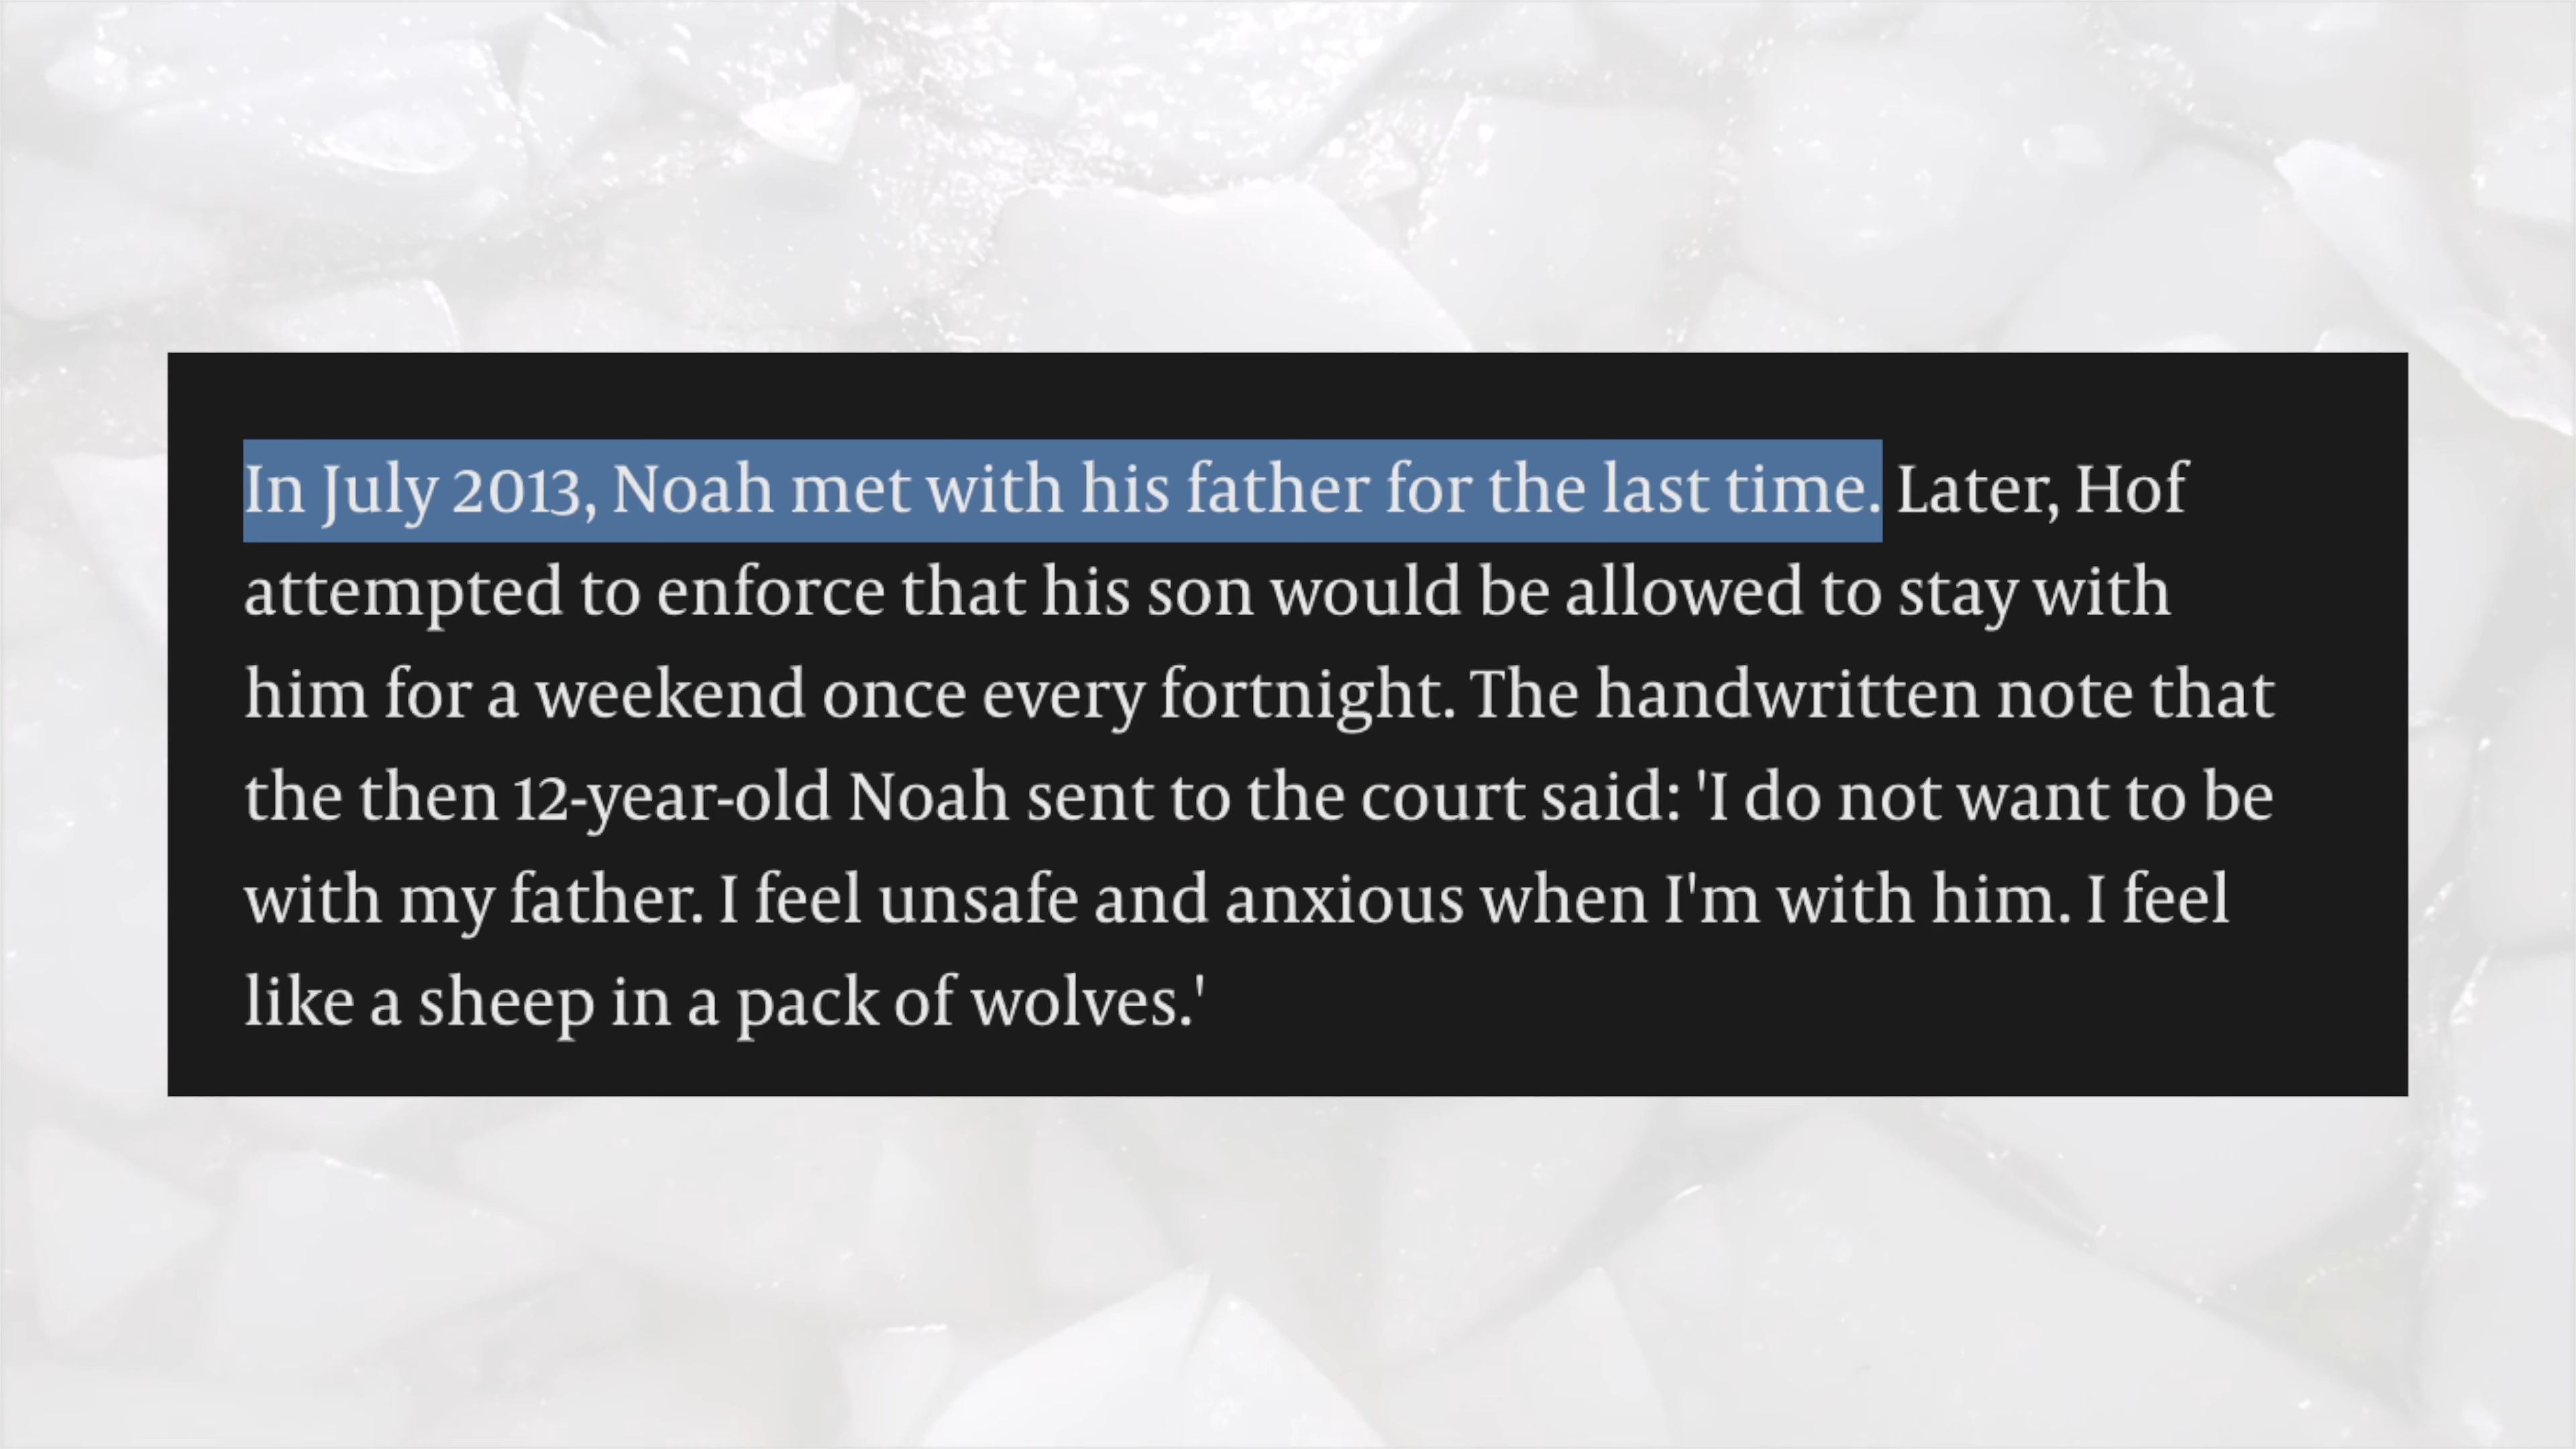 In July 2013, Noah met with his father for the last time. Later, Hof
attempted to enforce that his son would be allowed to stay with
him for a weekend once every fortnight. The handwritten note that
the then 12-year-old Noah sent to the court said: 'I do not want to be
with my father. I feel unsafe and anxious when I'm with him. I feel
like a sheep in a pack of wolves.'